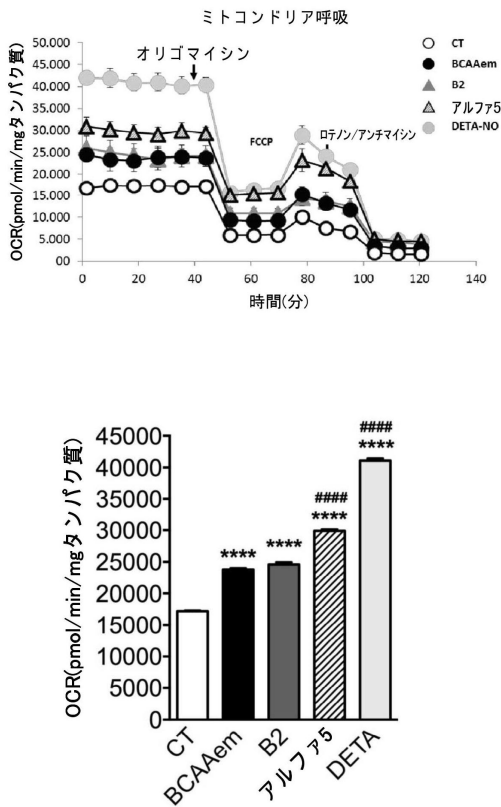 ミトコンドリア呼吸
オリゴマイシン
FCCP
ロテノン/アンチマイシン
CT
BCAAem
B2
アルファ5
DETA-NO
OCR(pmol/min/mgタンパク質)
50.000
45.000
40.000
35.000
30.000
25.000
20.000
15.000
10.000
5.000
00
0 20 40 60 80 100 120 140
時間(分)
OCR(pmol/min/mgタンパク質)
45000
40000
35000
30000
25000
20000
15000
10000
5000
0
****
****
####
****
####
****
CT
BCAAem
B2
アルファ5
DETA